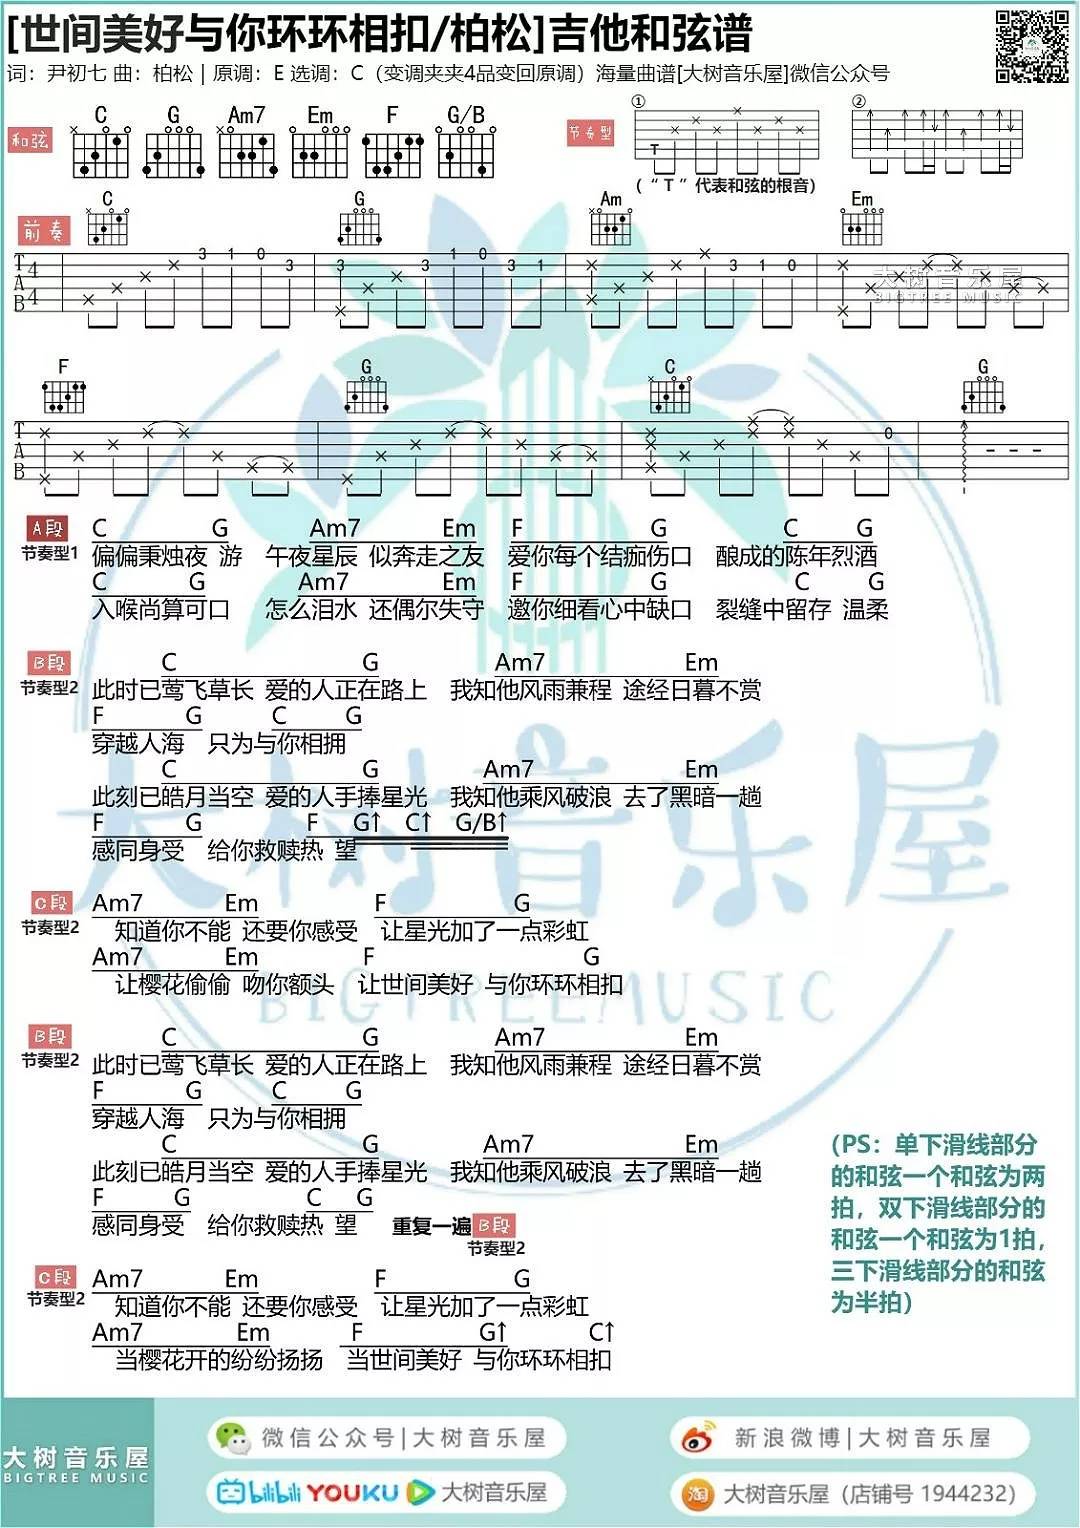 [世间美好与你环环相扣/柏松]吉他和弦谱
词：尹初七 曲：柏松 | 原调：E 选调：C（变调夹夹4品变回原调）海量曲谱[大树音乐屋]微信公众号
和弦 C G Am7 Em F G/B 节奏型 ① ②
T
(“T”代表和弦的根音)
前奏 C G Am Em
TAB 4/4 3 1 0 3 3 3 1 0 3 1 3 1 0
大树音乐屋
BIGTREE MUSIC
F G C G
TAB 0
A段 C G Am7 Em F G C G
节奏型1 偏偏秉烛夜 游 午夜星辰 似奔走之友 爱你每个结痂伤口 酿成的陈年烈酒
C G Am7 Em F G C G
入喉尚算可口 怎么泪水 还偶尔失守 邀你细看心中缺口 裂缝中留存 温柔
B段 C G Am7 Em
节奏型2 此时已莺飞草长 爱的人正在路上 我知他风雨兼程 途经日暮不赏
F G C G
穿越人海 只为与你相拥
C G Am7 Em
此刻已皓月当空 爱的人手捧星光 我知他乘风破浪 去了黑暗一趟
F G F G↑ C↑ G/B↑
感同身受 给你救赎热 望
大树音乐屋
C段 Am7 Em F G
节奏型2 知道你不能 还要你感受 让星光加了一点彩虹
Am7 Em F G
让樱花偷偷 吻你额头 让世间美好 与你环环相扣
BIGTREEMUSIC
B段 C G Am7 Em
节奏型2 此时已莺飞草长 爱的人正在路上 我知他风雨兼程 途经日暮不赏
F G C G
穿越人海 只为与你相拥
C G Am7 Em
此刻已皓月当空 爱的人手捧星光 我知他乘风破浪 去了黑暗一趟
F G C G
感同身受 给你救赎热 望 重复一遍 B段
节奏型2
(PS：单下滑线部分
的和弦一个和弦为两
拍，双下滑线部分的
和弦一个和弦为1拍，
三下滑线部分的和弦
为半拍)
C段 Am7 Em F G
节奏型2 知道你不能 还要你感受 让星光加了一点彩虹
Am7 Em F G↑ C↑
当樱花开的纷纷扬扬 当世间美好 与你环环相扣
大树音乐屋
BIGTREE MUSIC
微信公众号|大树音乐屋
新浪微博|大树音乐屋
bilibili YOUKU 大树音乐屋
淘 大树音乐屋（店铺号 1944232）